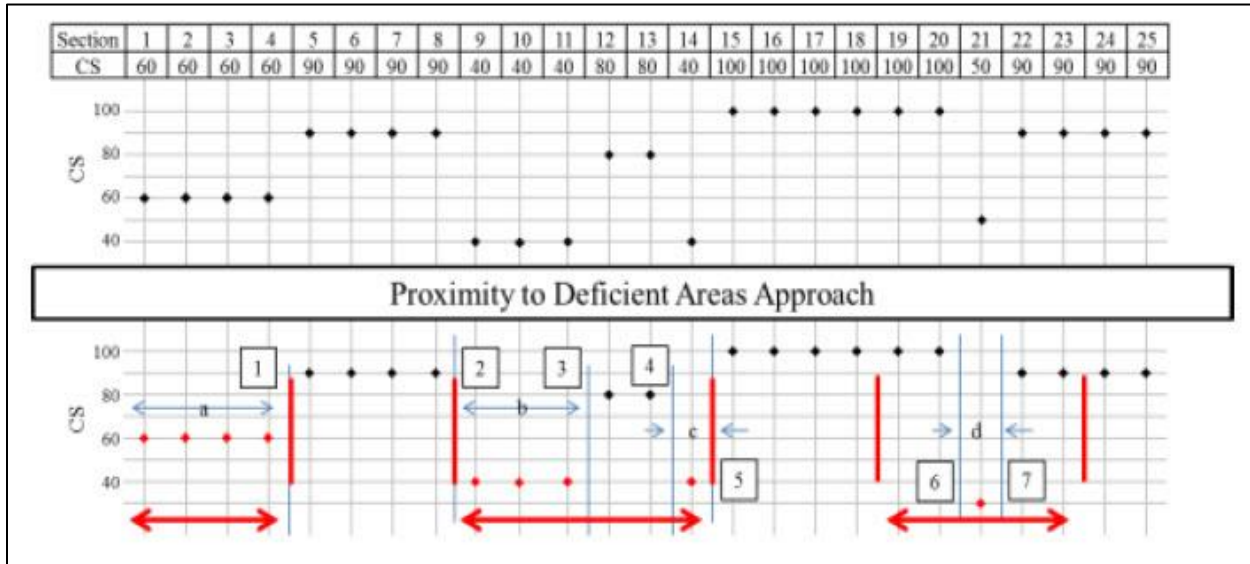 Section 1 2 3 4 5 6 7 8 9 10 11 12 13 14 15 16 17 18 19 20 21 22 23 24 25
CS 60 60 60 60 90 90 90 90 40 40 40 80 80 40 100 100 100 100 100 100 50 90 90 90 90
100
80
60
40
CS
Proximity to Deficient Areas Approach
100
80
60
40
CS
1 2 3 4
a b c d
5 6 7